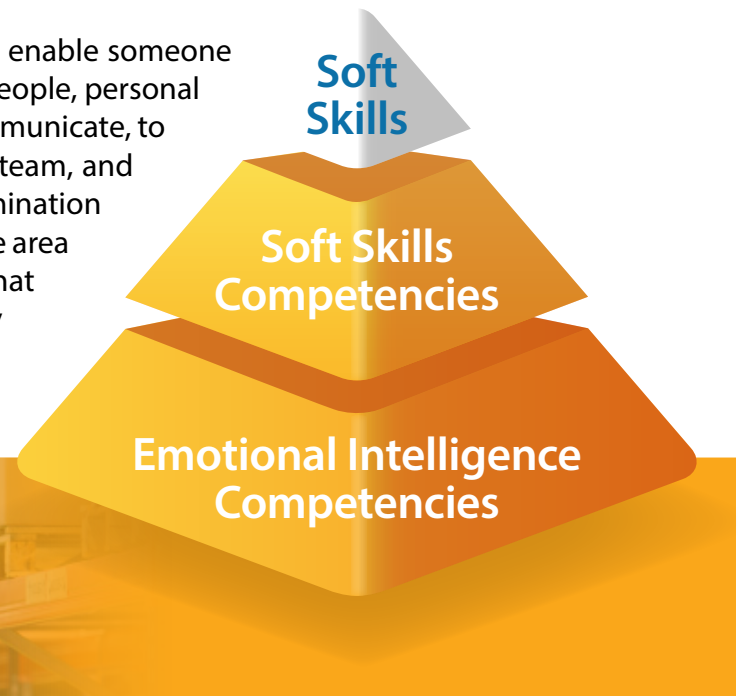 enable someone
eople, personal
municate, to
team, and
nination
e area
hat
Soft
Skills
Soft Skills
Competencies
Emotional Intelligence
Competencies